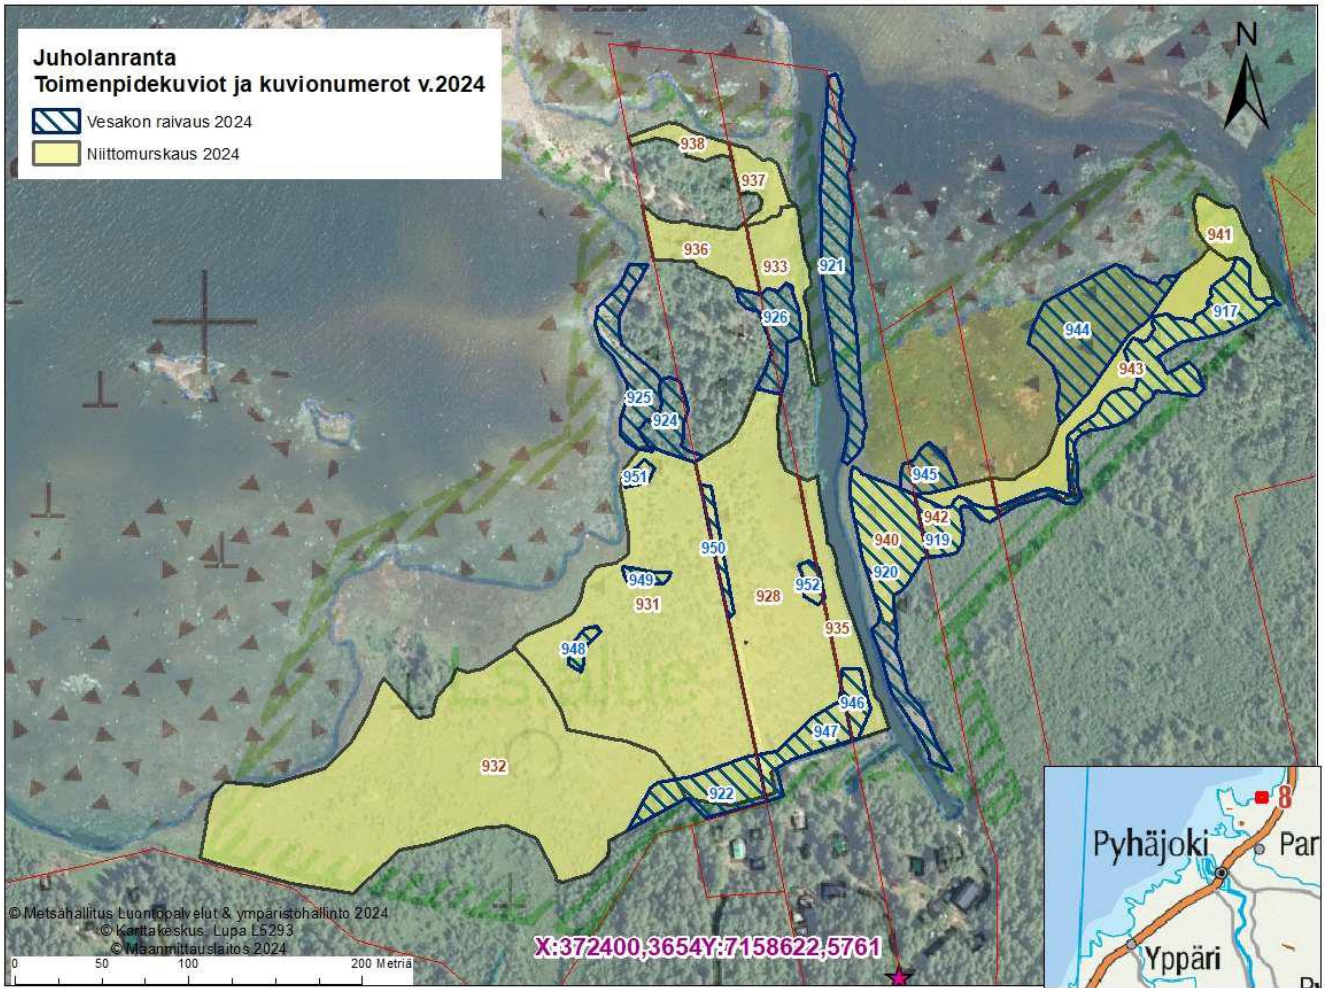 Juholanranta
Toimenpidekuviot ja kuvionumerot v.2024
Vesakon raivaus 2024
Niittomurskaus 2024
N
938
937
936
933
921
941
926
917
944
943
925
924
951
945
942
940
919
950
949
952
920
931
928
935
948
946
947
932
922
© Metsähallitus Luontopalvelut & ympäristöhallinto 2024
© Karttakeskus, Lupa L5293
© Maanmittauslaitos 2024
0 50 100 200 Metriä
X:372400,3654Y:7158622,5761
8
Pyhäjoki
Par
Yppäri